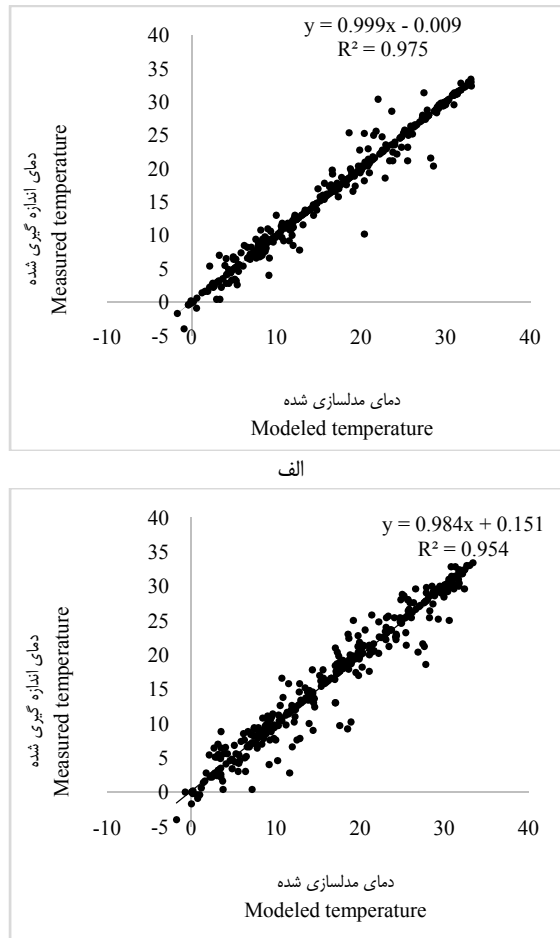 y = 0.999x - 0.009
R² = 0.975
40
35
30
25
20
15
10
5
0
-5
-10 0 10 20 30 40
دمای اندازه گیری شده
Measured temperature
دمای مدلسازی شده
Modeled temperature
الف
y = 0.984x + 0.151
R² = 0.954
40
35
30
25
20
15
10
5
0
-5
-10 0 10 20 30 40
دمای اندازه گیری شده
Measured temperature
دمای مدلسازی شده
Modeled temperature